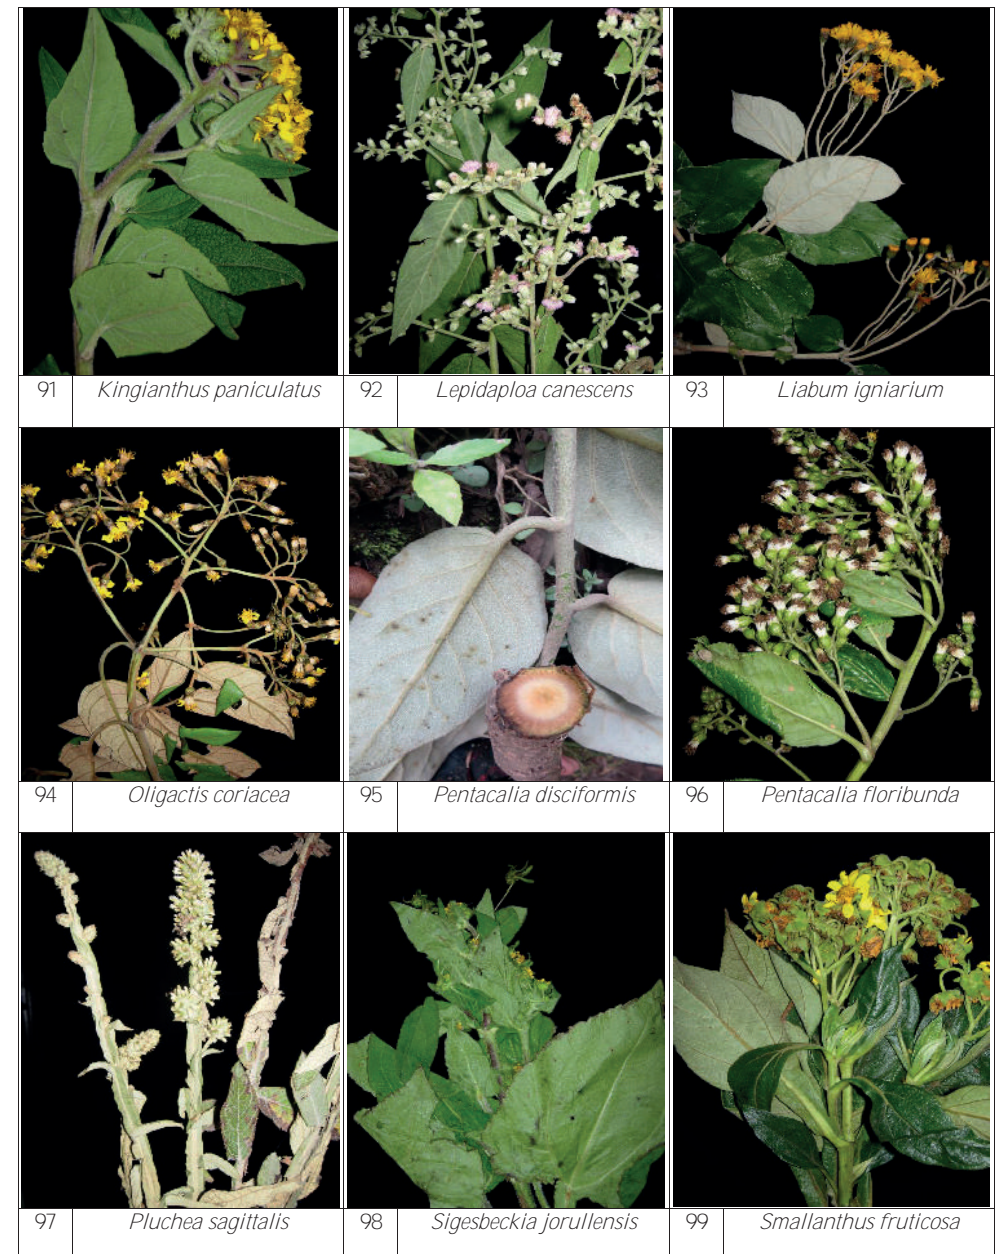 91 Kingianthus paniculatus 92 Lepidaploa canescens 93 Liabum igniarium
94 Oligactis coriacea 95 Pentacalia disciformis 96 Pentacalia floribunda
97 Pluchea sagittalis 98 Sigesbeckia jorullensis 99 Smallanthus fruticosa